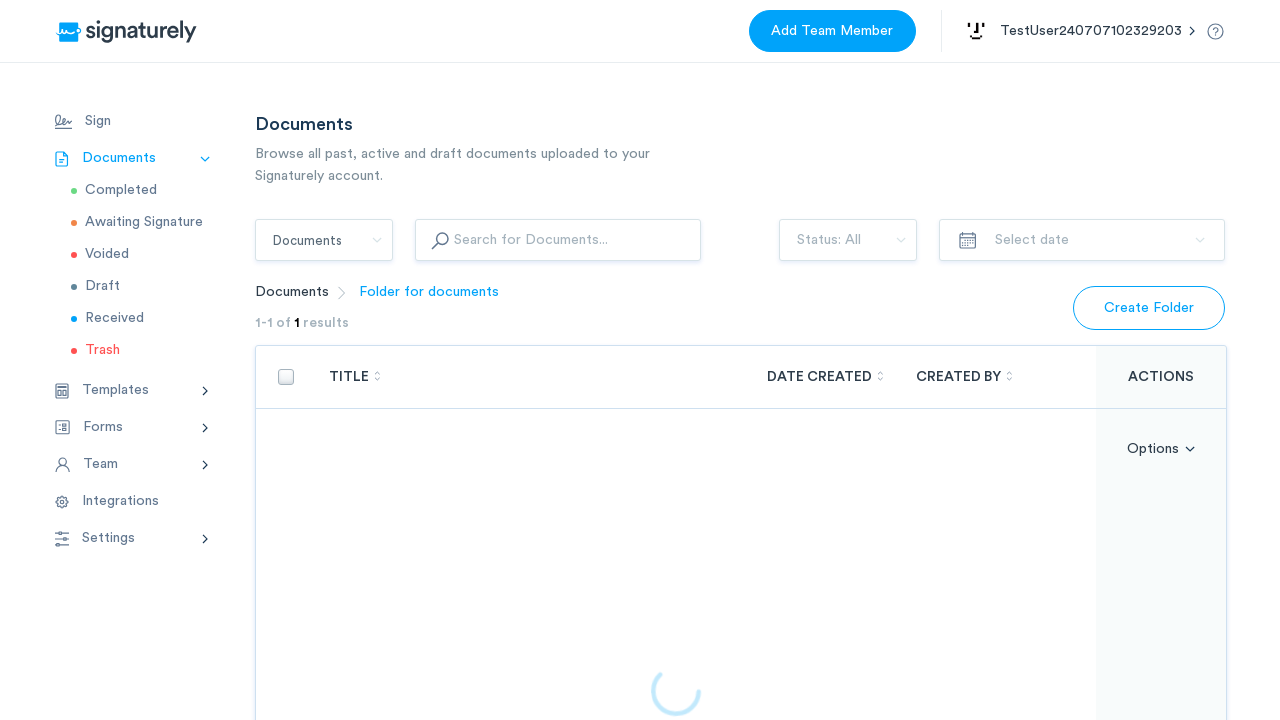 signaturely
Add Team Member
TestUser240707102329203
Sign
Documents
Completed
Awaiting Signature
Voided
Draft
Received
Trash
Templates
Forms
Team
Integrations
Settings
Documents
Browse all past, active and draft documents uploaded to your
Signaturely account.
Documents
Search for Documents...
Status: All
Select date
Documents
Folder for documents
1-1 of 1 results
Create Folder
TITLE
DATE CREATED
CREATED BY
ACTIONS
Options